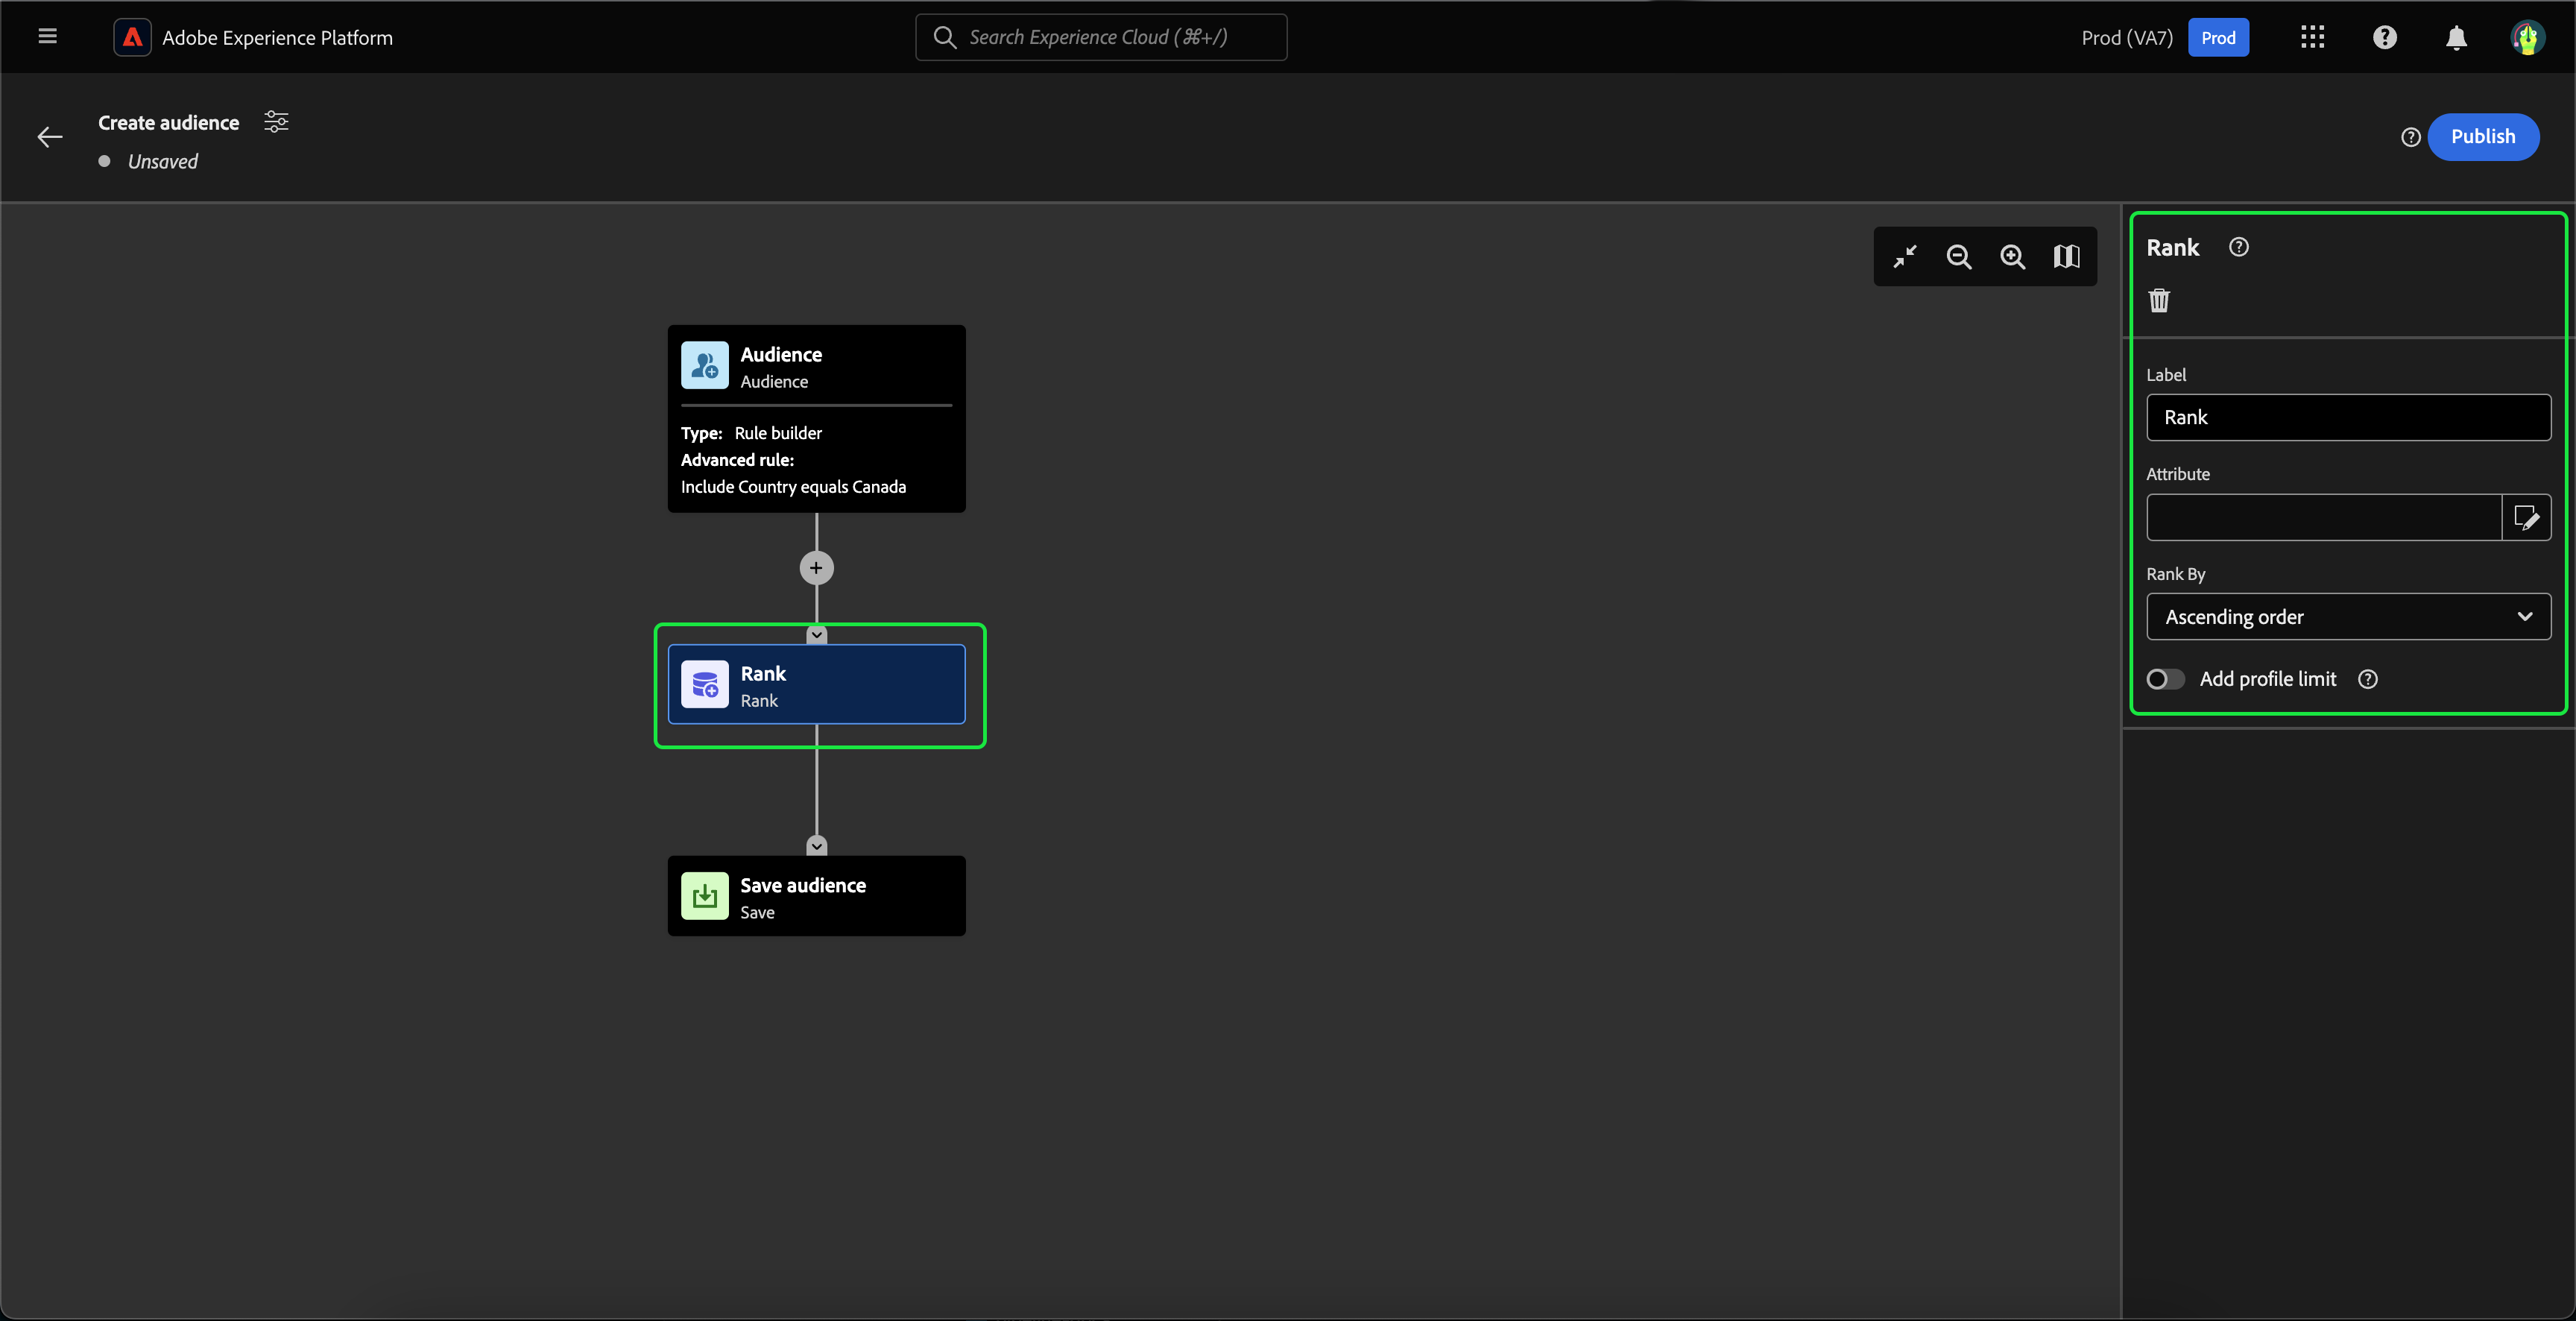 Adobe Experience Platform
Search Experience Cloud (⌘+/)
Prod (VA7)
Prod
Create audience
Unsaved
Publish
Rank
Label
Rank
Attribute
Rank By
Ascending order
Add profile limit
Audience
Audience
Type: Rule builder
Advanced rule:
Include Country equals Canada
Rank
Rank
Save audience
Save